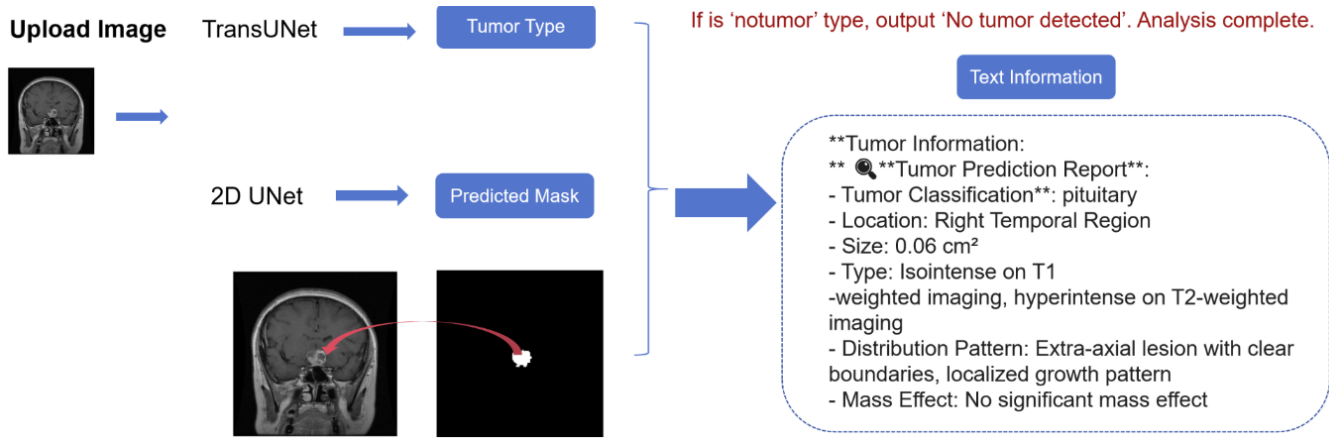 Upload Image
TransUNet
Tumor Type
If is ‘notumor’ type, output ‘No tumor detected’. Analysis complete.
Text Information
2D UNet
Predicted Mask
**Tumor Information:
** 🔍 **Tumor Prediction Report**:
- Tumor Classification**: pituitary
- Location: Right Temporal Region
- Size: 0.06 cm²
- Type: Isointense on T1
-weighted imaging, hyperintense on T2-weighted
imaging
- Distribution Pattern: Extra-axial lesion with clear
boundaries, localized growth pattern
- Mass Effect: No significant mass effect